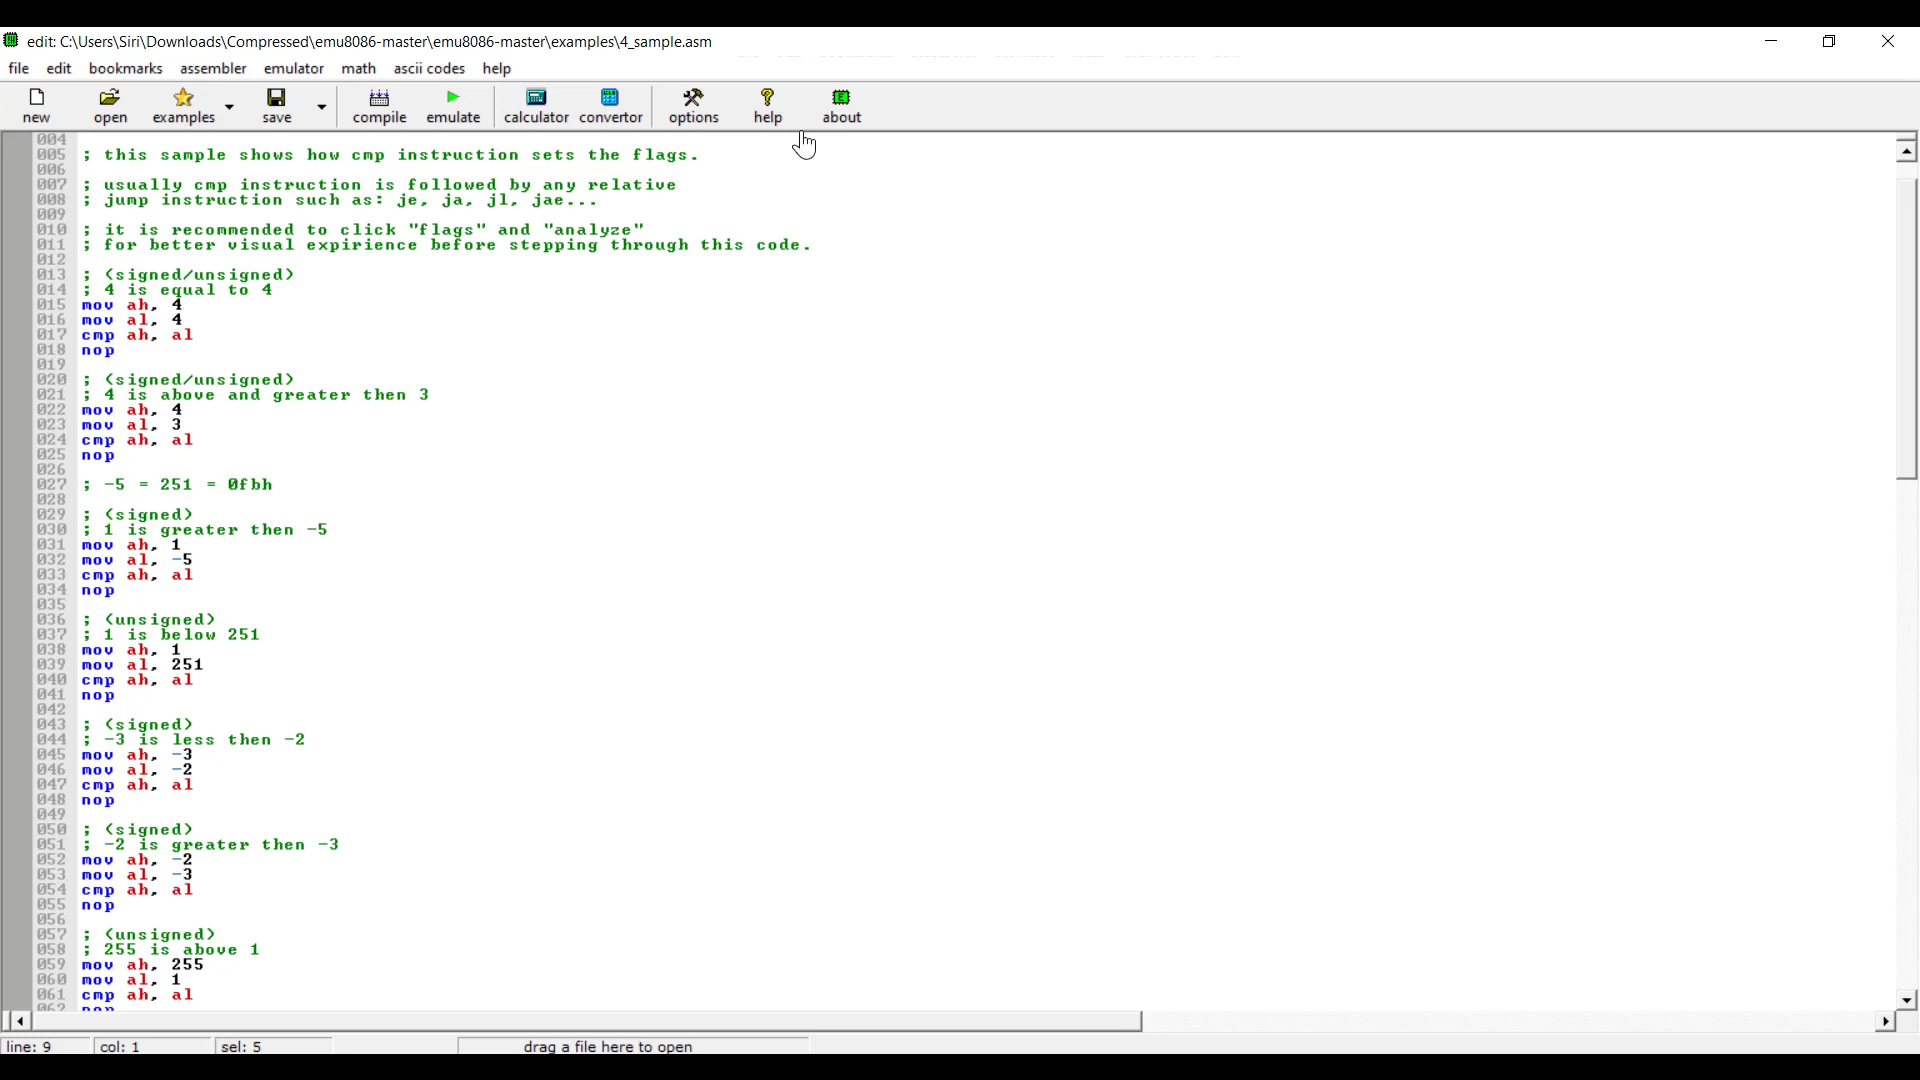 edit: C:\Users\Siri\Downloads\Compressed\emu8086-master\emu8086-master\examples\4_sample.asm
file edit bookmarks assembler emulator math ascii codes help
new open examples save compile emulate calculator convertor options help about
004
005 ; this sample shows how cmp instruction sets the flags.
006
007 ; usually cmp instruction is followed by any relative
008 ; jump instruction such as: je, ja, jl, jae...
009
010 ; it is recommended to click "flags" and "analyze"
011 ; for better visual expirience before stepping through this code.
012
013 ; (signed/unsigned)
014 ; 4 is equal to 4
015 mov ah, 4
016 mov al, 4
017 cmp ah, al
018 nop
019
020 ; (signed/unsigned)
021 ; 4 is above and greater then 3
022 mov ah, 4
023 mov al, 3
024 cmp ah, al
025 nop
026
027 ; -5 = 251 = 0fbh
028
029 ; (signed)
030 ; 1 is greater then -5
031 mov ah, 1
032 mov al, -5
033 cmp ah, al
034 nop
035
036 ; (unsigned)
037 ; 1 is below 251
038 mov ah, 1
039 mov al, 251
040 cmp ah, al
041 nop
042
043 ; (signed)
044 ; -3 is less then -2
045 mov ah, -3
046 mov al, -2
047 cmp ah, al
048 nop
049
050 ; (signed)
051 ; -2 is greater then -3
052 mov ah, -2
053 mov al, -3
054 cmp ah, al
055 nop
056
057 ; (unsigned)
058 ; 255 is above 1
059 mov ah, 255
060 mov al, 1
061 cmp ah, al
062 nop
line: 9 col: 1 sel: 5 drag a file here to open